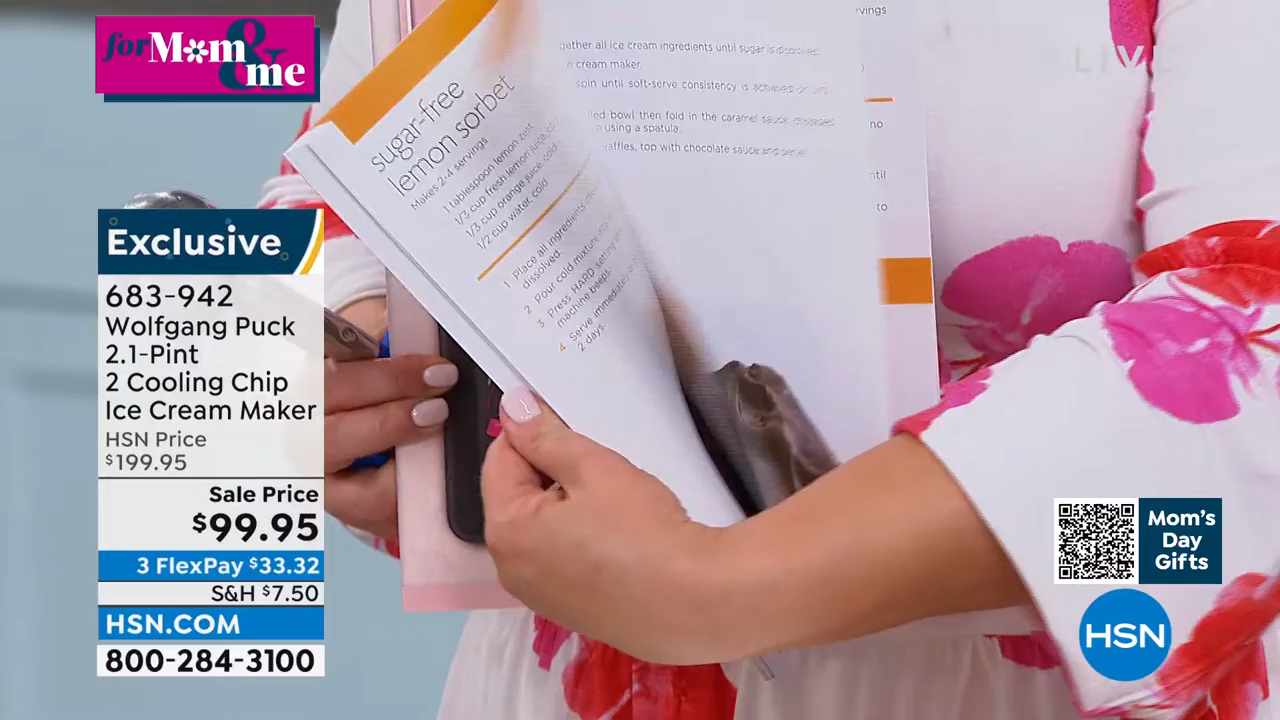 for Mom
& me
LIVE
Exclusive
683-942
Wolfgang Puck
2.1-Pint
2 Cooling Chip
Ice Cream Maker
HSN Price
$199.95
Sale Price
$99.95
3 FlexPay $33.32
S&H $7.50
HSN.COM
800-284-3100
sugar-free
lemon sorbet
Makes 2-4 servings
1 tablespoon lemon zest
1/3 cup fresh lemon juice,
1/3 cup orange juice, cold
1/2 cup water, cold
1 Place all ingredients
dissolved.
2 Pour cold mixture
3 Press HARD setting
machine beeps.
4 Serve immediately
2 days.
gether all ice cream ingredients until sugar is dissolved.
cream maker.
spin until soft-serve consistency is achieved or until
bowl then fold in the caramel sauce,
using a spatula.
waffles, top with chocolate sauce and serve
Mom's
Day
Gifts
HSN